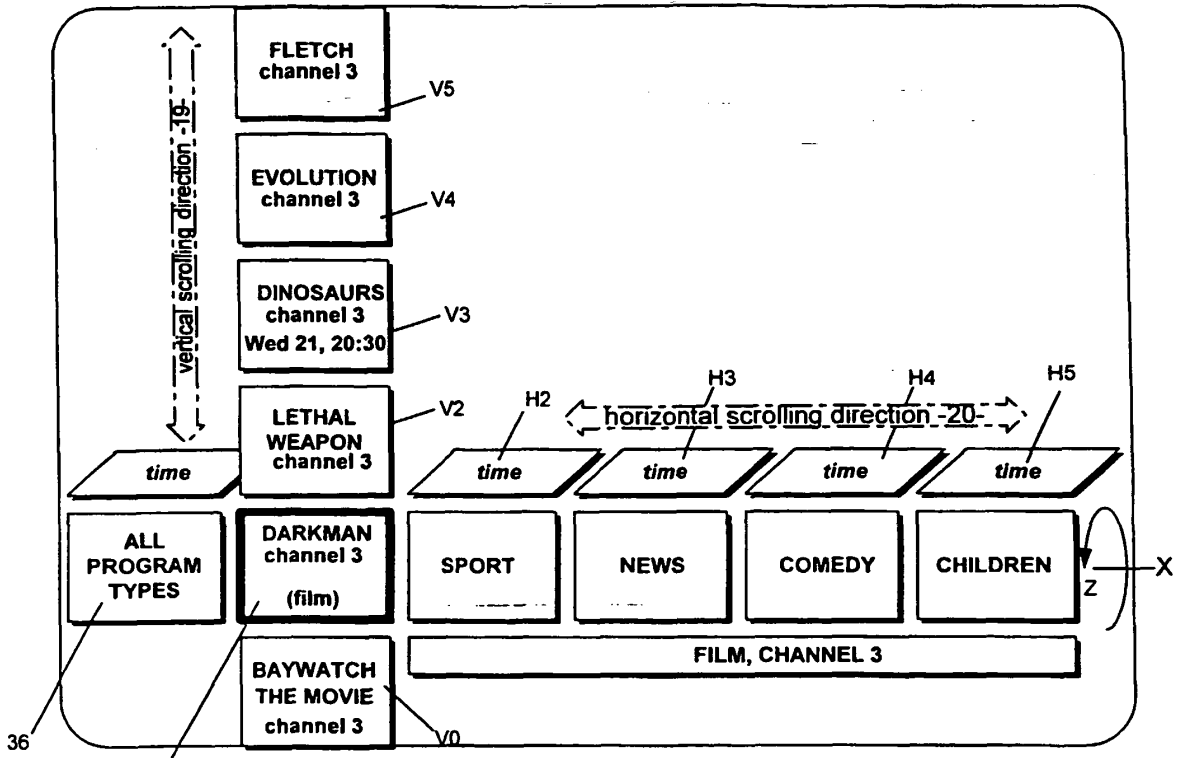 FLETCH
channel 3
V5
vertical scrolling direction -19-
EVOLUTION
channel 3
V4
DINOSAURS
channel 3
Wed 21, 20:30
V3
H2
H3
H4
H5
horizontal scrolling direction -20-
LETHAL
WEAPON
channel 3
V2
time
time
time
time
time
ALL
PROGRAM
TYPES
DARKMAN
channel 3
(film)
SPORT
NEWS
COMEDY
CHILDREN
Z
X
FILM, CHANNEL 3
BAYWATCH
THE MOVIE
channel 3
36
V0